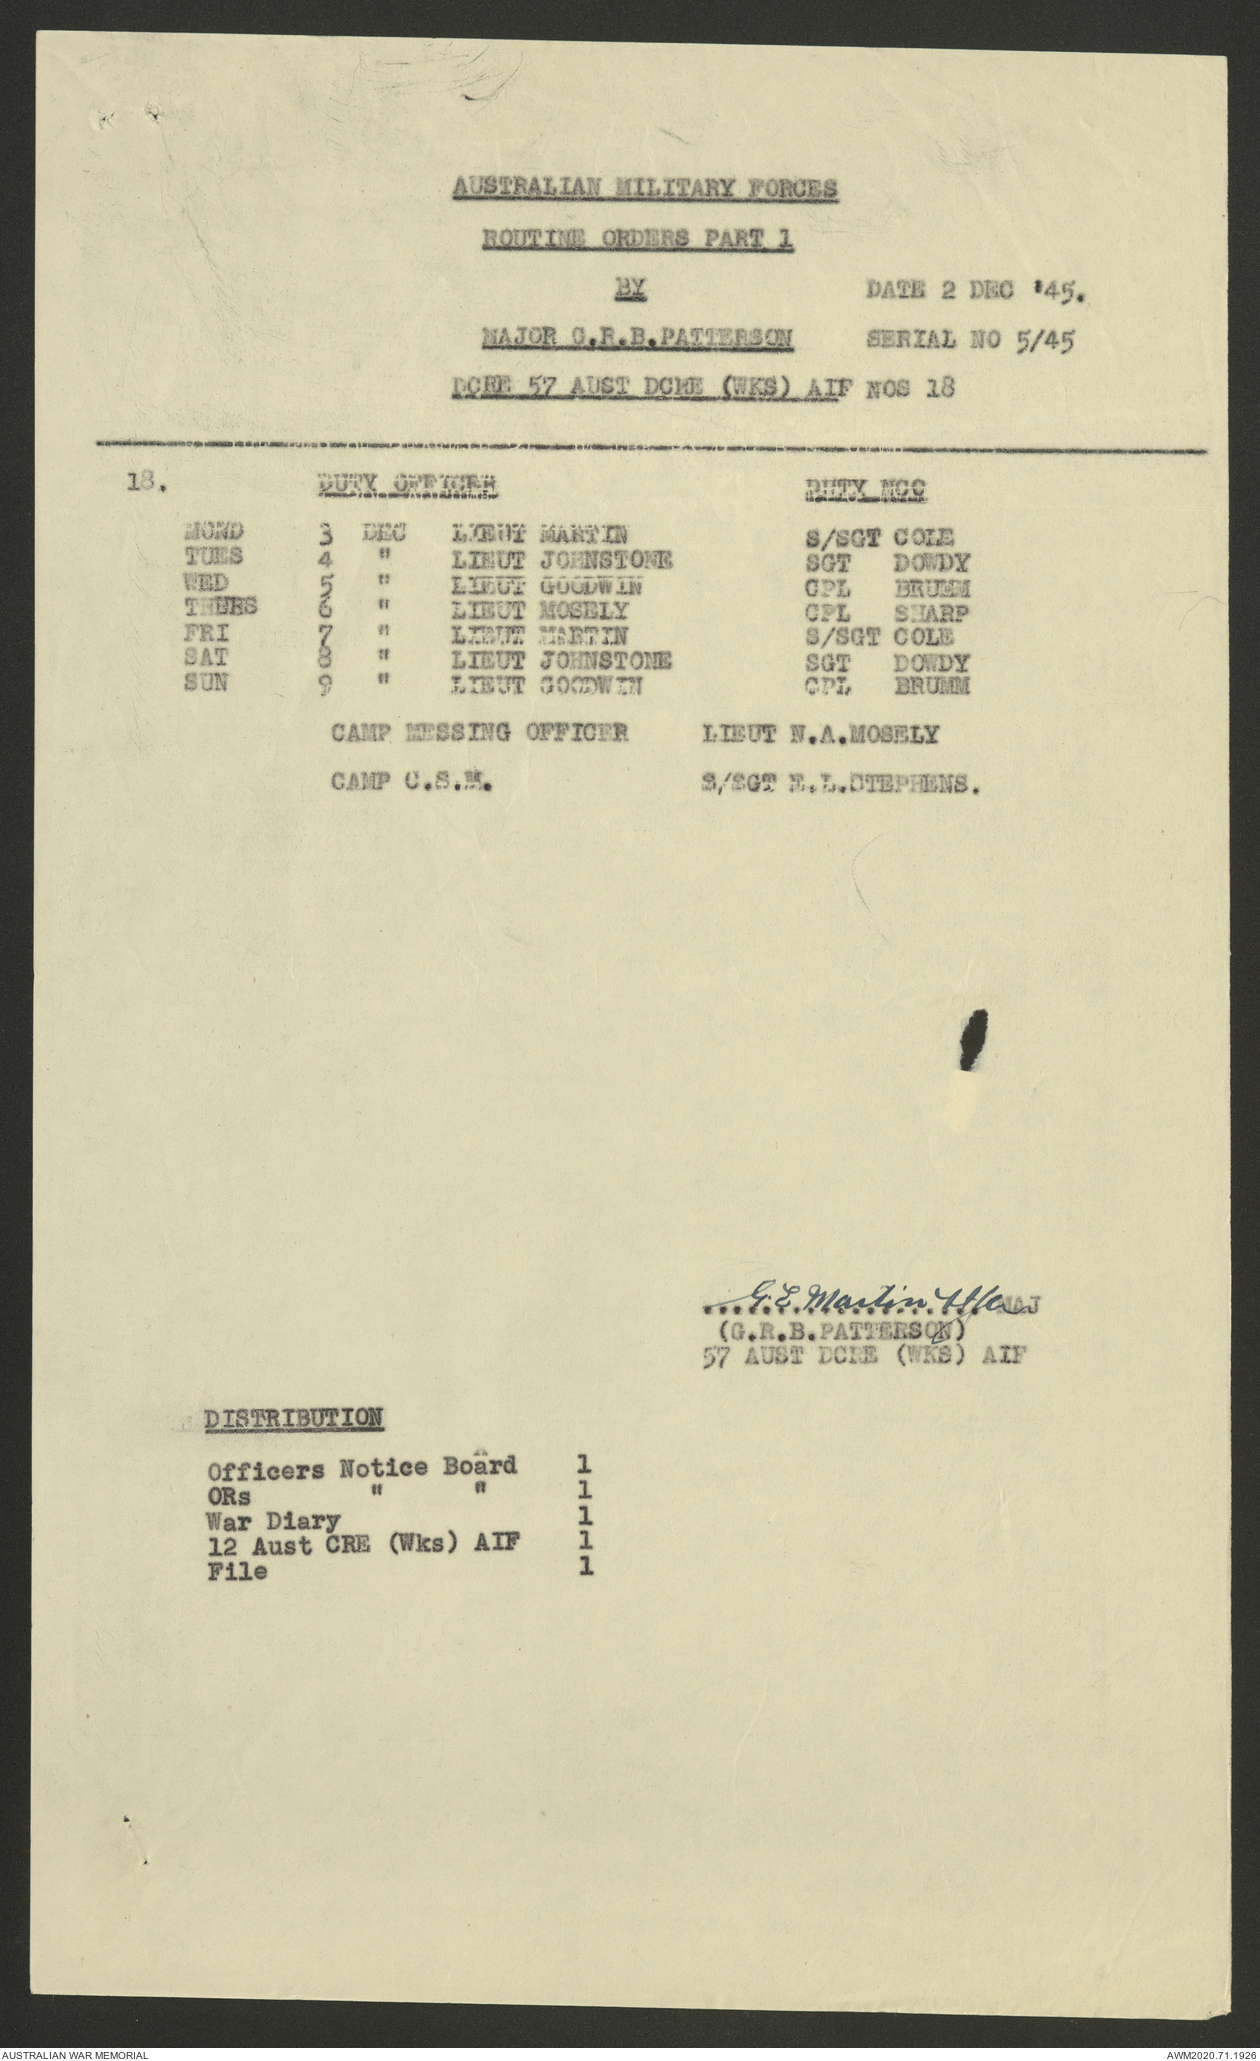 AUSTRALIAN MILITARY FORCES
ROUTINE ORDERS PART 1
BY DATE 2 DEC '45.
MAJOR G.R.B.PATTERSON SERIAL NO 5/45
DCRE 57 AUST DCRE (WKS) AIF NOS 18
18. DUTY OFFICER DUTY NCO
MOND 3 DEC LIEUT MARTIN S/SGT COLE
TUES 4 " LIEUT JOHNSTONE SGT DOWDY
WED 5 " LIEUT GOODWIN CPL BRUMM
THURS 6 " LIEUT MOSELY CPL SHARP
FRI 7 " LIEUT MARTIN S/SGT COLE
SAT 8 " LIEUT JOHNSTONE SGT DOWDY
SUN 9 " LIEUT GOODWIN CPL BRUMM
CAMP MESSING OFFICER LIEUT N.A.MOSELY
CAMP C.S.M. S/SGT E.L.STEPHENS.
G.E. Martin MAJ
(G.R.B.PATTERSON)
57 AUST DCRE (WKS) AIF
DISTRIBUTION
Officers Notice Board 1
ORs " " 1
War Diary 1
12 Aust CRE (Wks) AIF 1
File 1
AUSTRALIAN WAR MEMORIAL AWM2020.71.1926